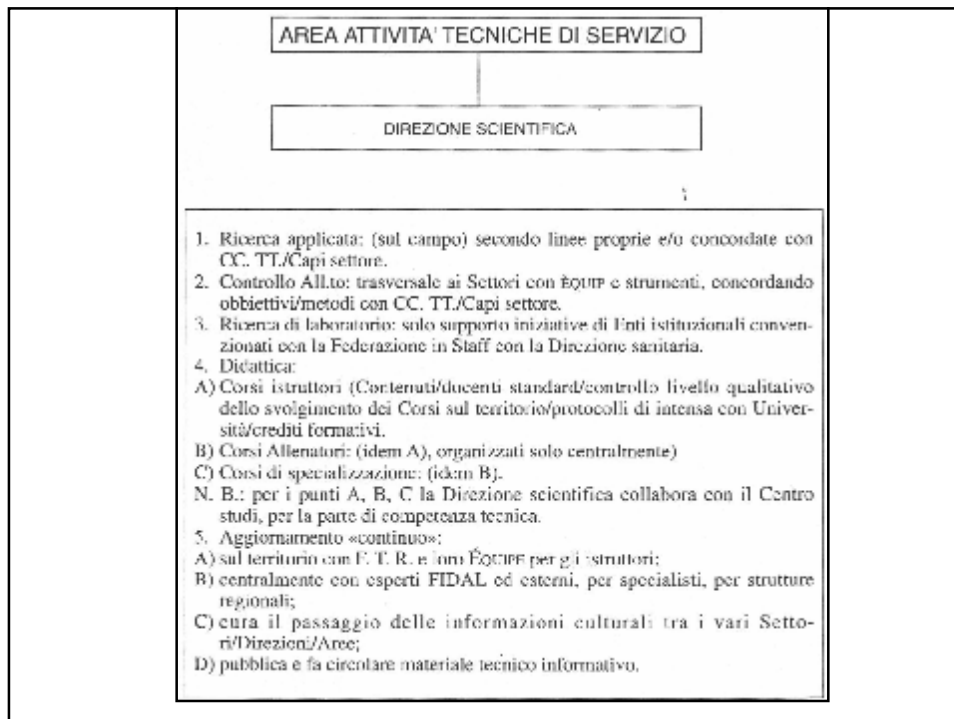 AREA ATTIVITA' TECNICHE DI SERVIZIO
DIREZIONE SCIENTIFICA
1. Ricerca applicata: (sul campo) secondo linee proprie e/o concordate con
CC. TT./Capi settore.
2. Controllo All.to: trasversale ai Settori con ÉQUIP e strumenti, concordando
obbiettivi/metodi con CC. TT./Capi settore.
3. Ricerca di laboratorio: solo supporto iniziative di Enti istituzionali conven-
zionati con la Federazione in Staff con la Direzione sanitaria.
4. Didattica:
A) Corsi istruttori (Contenuti/docenti standard/controllo livello qualitativo
dello svolgimento dei Corsi sul territorio/protocolli di intensa con Univer-
sità/crediti formativi.
B) Corsi Allenatori: (idem A), organizzati solo centralmente)
C) Corsi di specializzazione: (idem B).
N. B.: per i punti A, B, C la Direzione scientifica collabora con il Centro
studi, per la parte di competenza tecnica.
5. Aggiornamento «continuo»:
A) sul territorio con F. T. R. e loro ÉQUIPE per gli istruttori;
B) centralmente con esperti FIDAL ed esterni, per specialisti, per strutture
regionali;
C) cura il passaggio delle informazioni culturali tra i vari Setto-
ri/Direzioni/Aree;
D) pubblica e fa circolare materiale tecnico informativo.